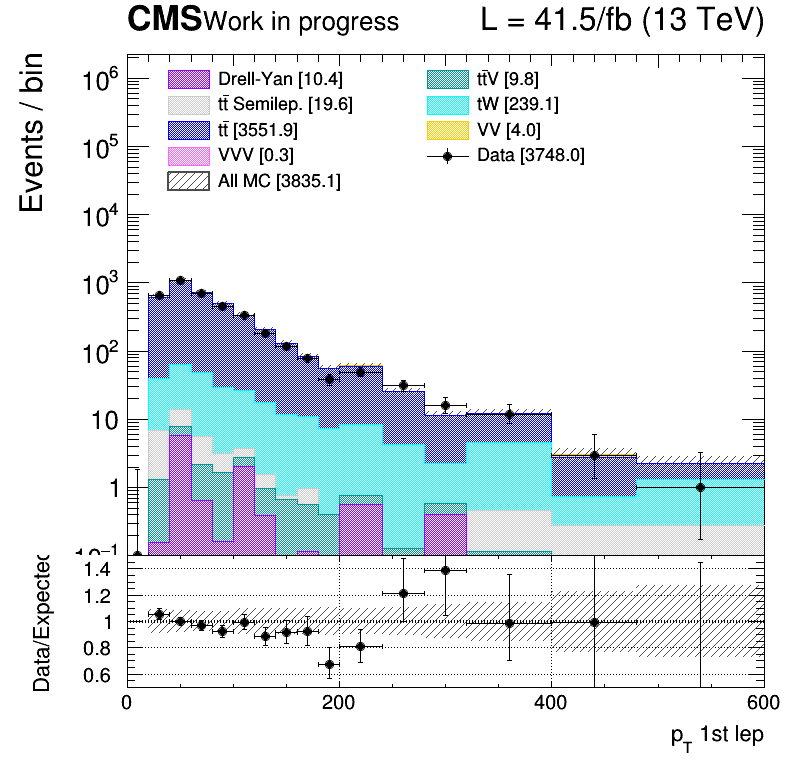 CMS Work in progress L = 41.5/fb (13 TeV)
Events / bin
Drell-Yan [10.4]
tt̄ Semilep. [19.6]
tt̄ [3551.9]
VVV [0.3]
All MC [3835.1]
tt̄V [9.8]
tW [239.1]
VV [4.0]
Data [3748.0]
10⁶
10⁵
10⁴
10³
10²
10
1
10⁻¹
Data/Expected
1.4
1.2
1
0.8
0.6
0 200 400 600
p_T 1st lep